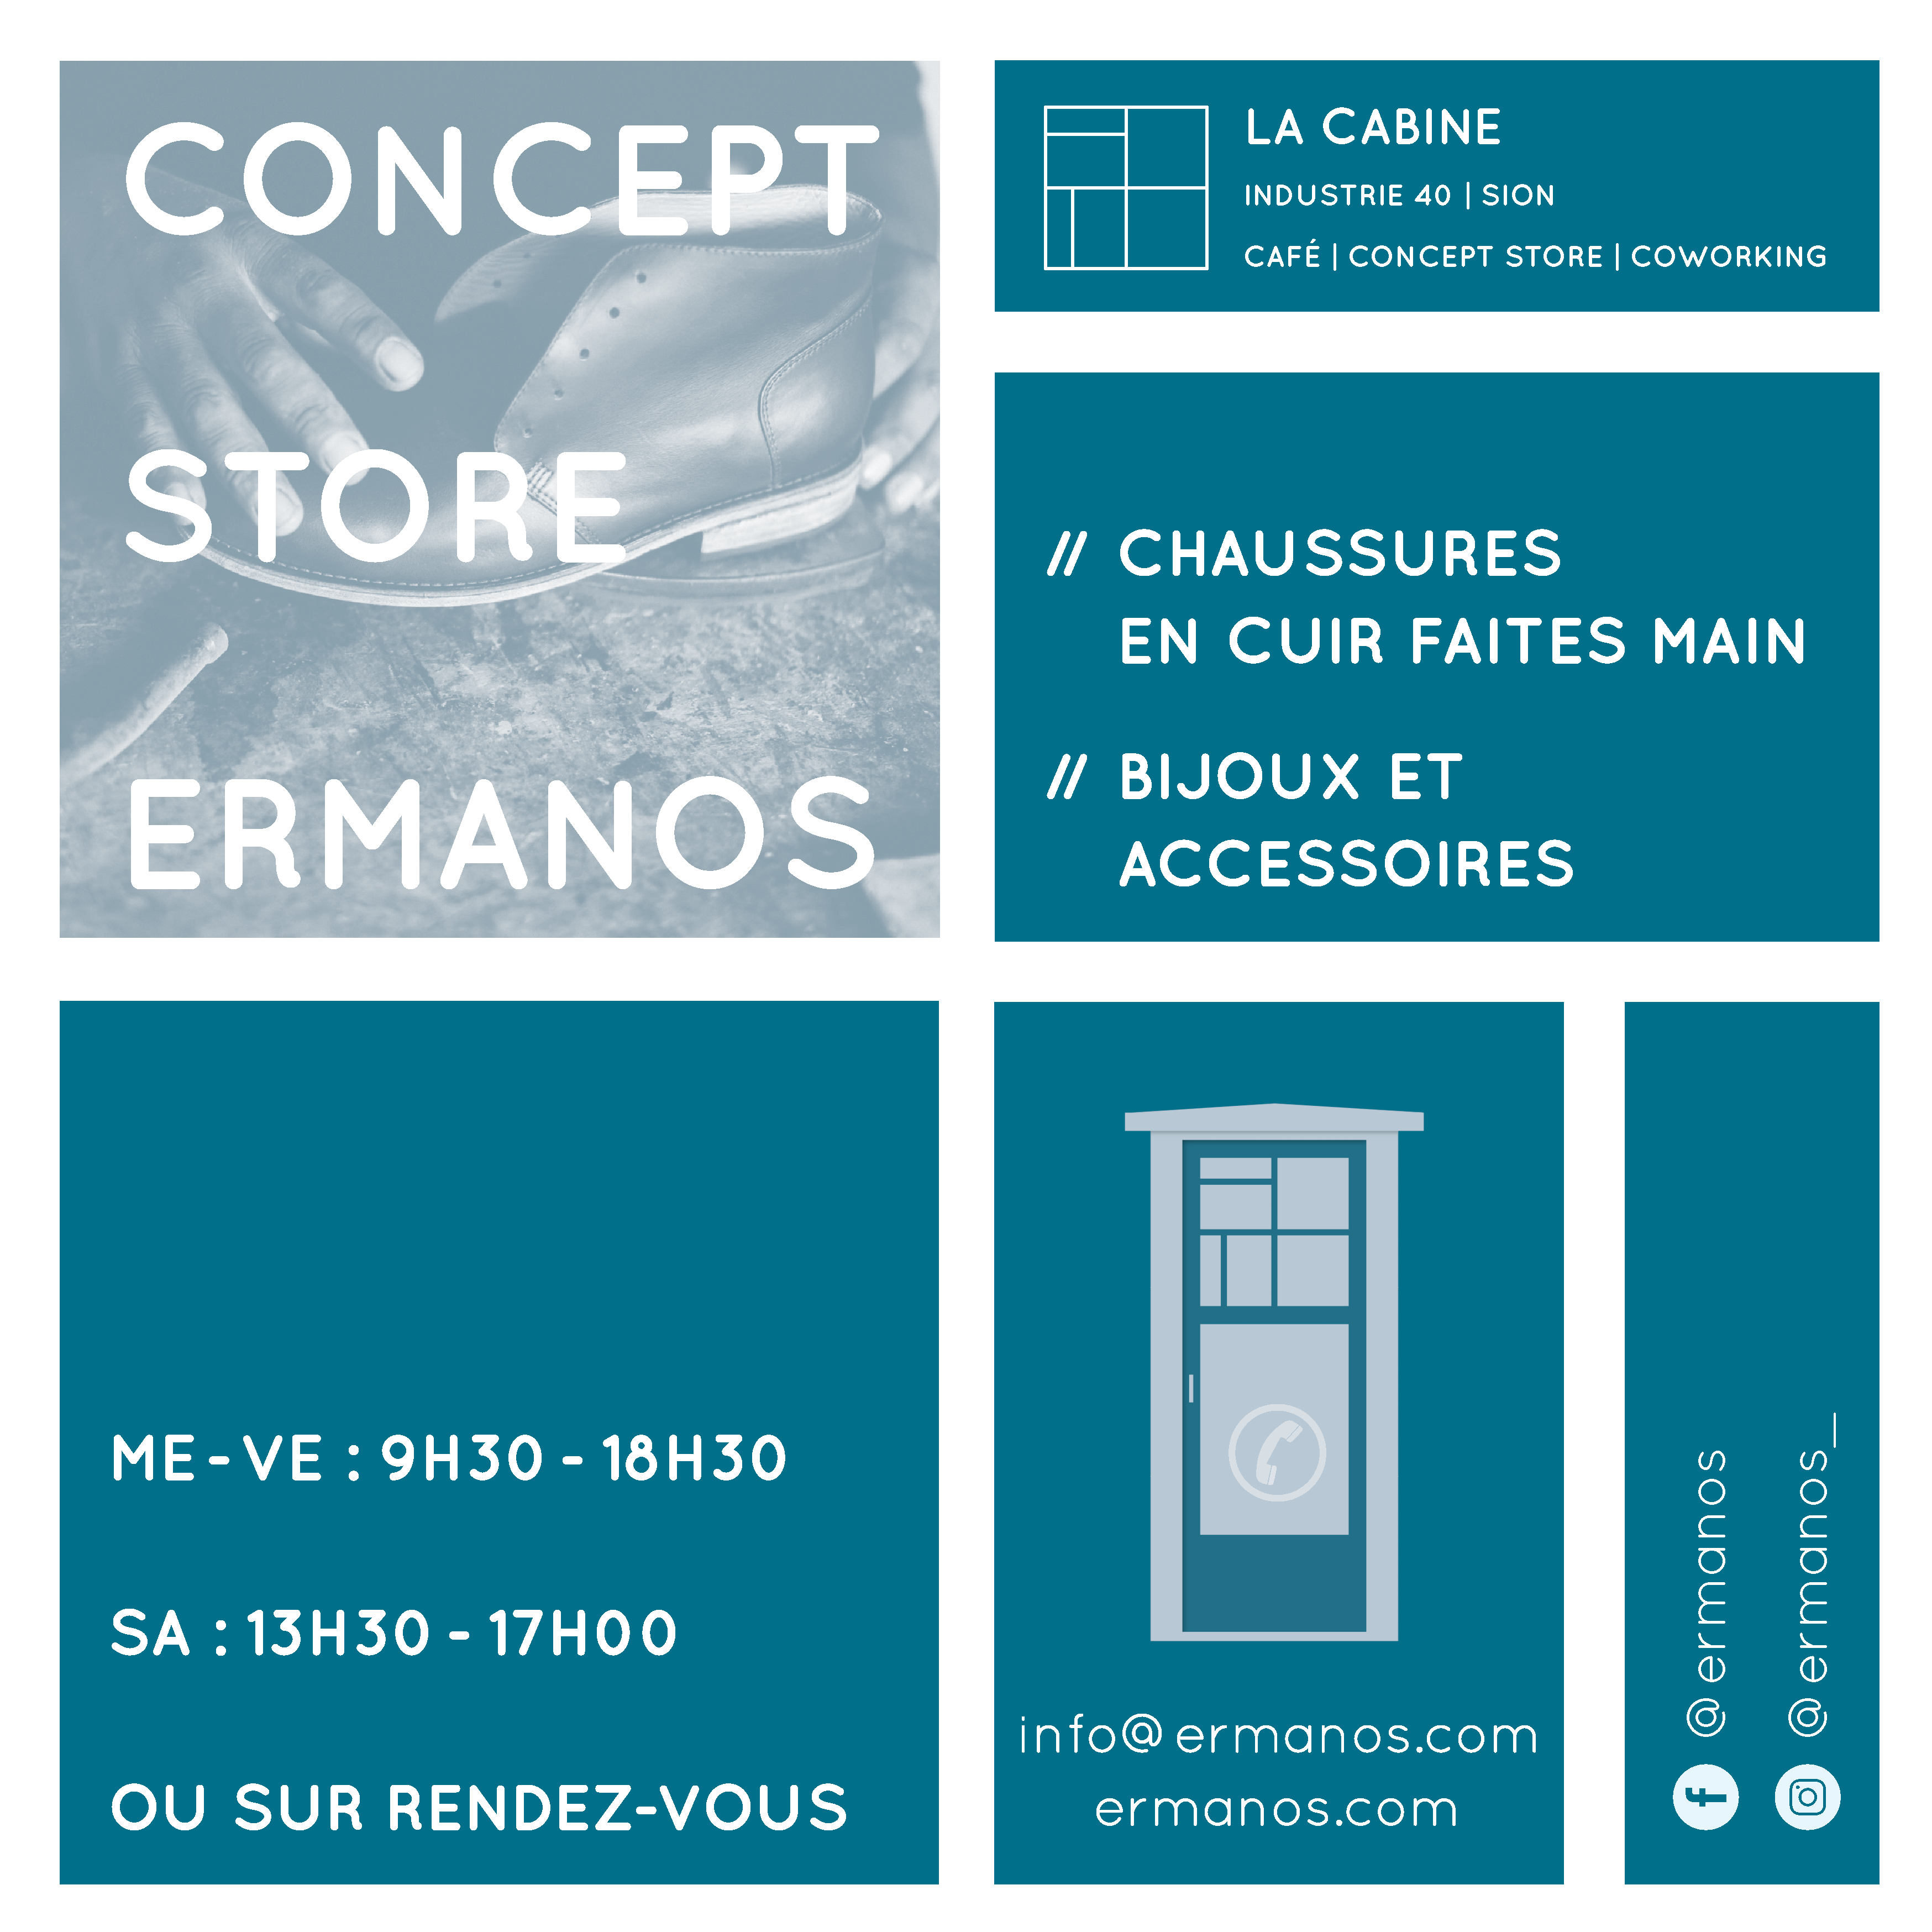 CONCEPT
STORE
ERMANOS
LA CABINE
INDUSTRIE 40 | SION
CAFÉ | CONCEPT STORE | COWORKING
// CHAUSSURES
EN CUIR FAITES MAIN
// BIJOUX ET
ACCESSOIRES
ME-VE : 9H30 - 18H30
SA : 13H30 - 17H00
OU SUR RENDEZ-VOUS
info@ermanos.com
ermanos.com
@ermanos
@ermanos_